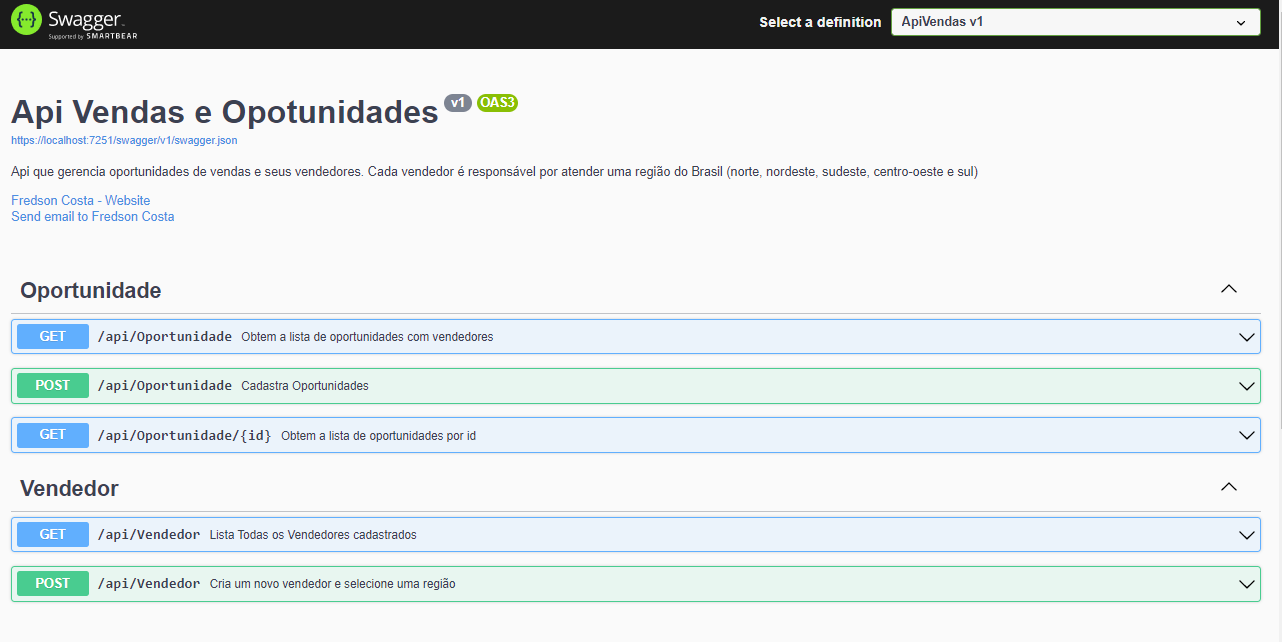 Swagger.
Supported by SMARTBEAR
Select a definition
ApiVendas v1
Api Vendas e Opotunidades v1 OAS3
https://localhost:7251/swagger/v1/swagger.json
Api que gerencia oportunidades de vendas e seus vendedores. Cada vendedor é responsável por atender uma região do Brasil (norte, nordeste, sudeste, centro-oeste e sul)
Fredson Costa - Website
Send email to Fredson Costa
Oportunidade
GET /api/Oportunidade Obtem a lista de oportunidades com vendedores
POST /api/Oportunidade Cadastra Oportunidades
GET /api/Oportunidade/{id} Obtem a lista de oportunidades por id
Vendedor
GET /api/Vendedor Lista Todas os Vendedores cadastrados
POST /api/Vendedor Cria um novo vendedor e selecione uma região